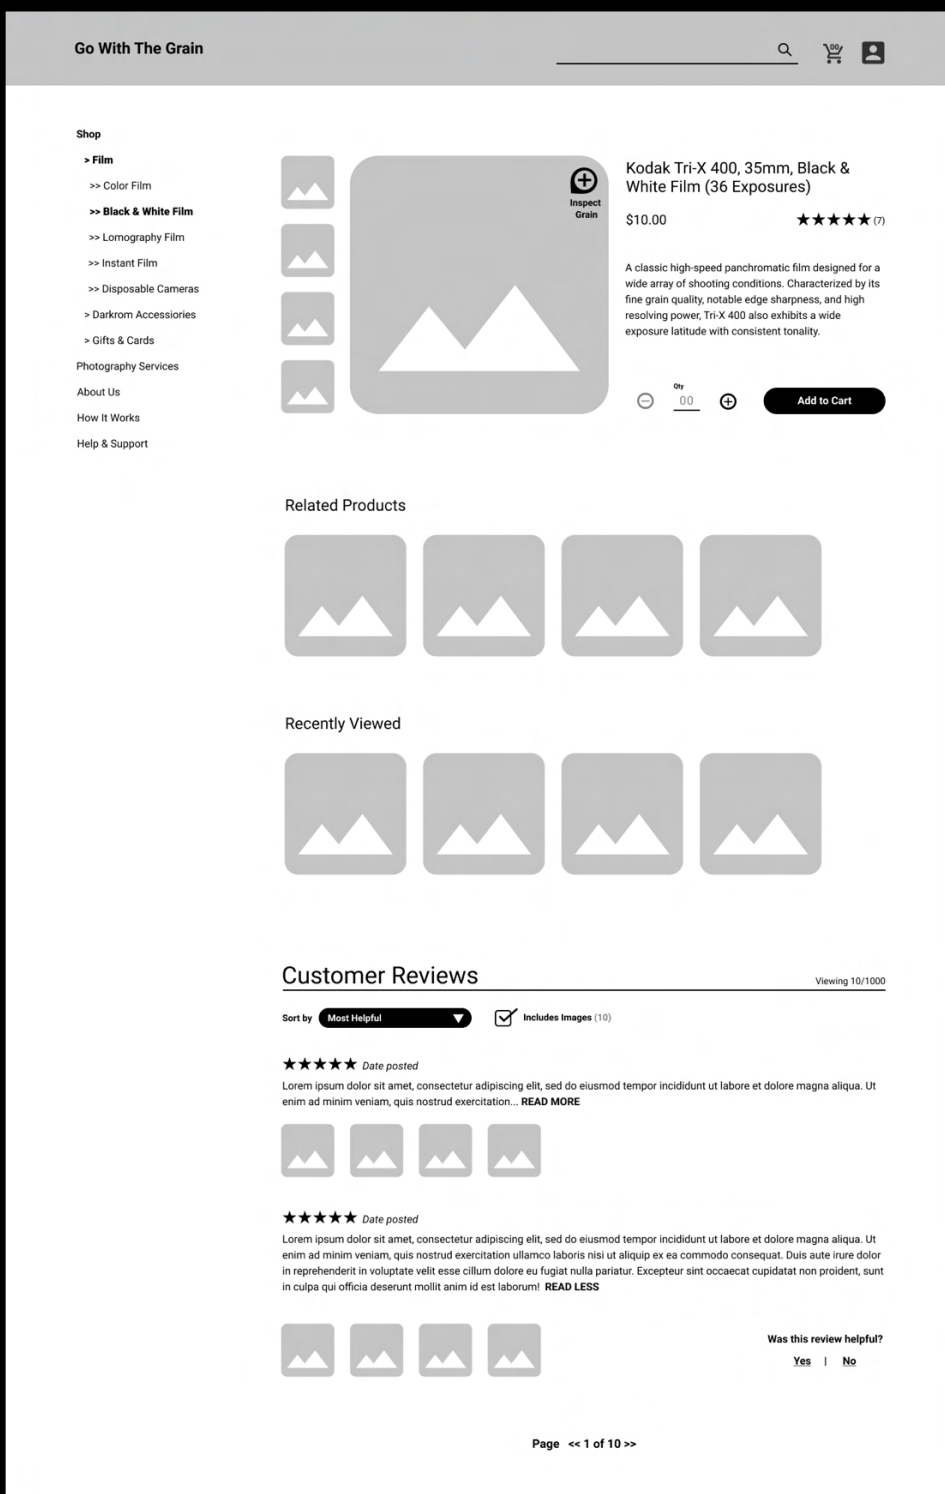 Go With The Grain
00
Shop
> Film
>> Color Film
>> Black & White Film
>> Lomography Film
>> Instant Film
>> Disposable Cameras
> Darkrom Accessiories
> Gifts & Cards
Photography Services
About Us
How It Works
Help & Support
Inspect
Grain
Kodak Tri-X 400, 35mm, Black &
White Film (36 Exposures)
$10.00
★★★★★ (7)
A classic high-speed panchromatic film designed for a
wide array of shooting conditions. Characterized by its
fine grain quality, notable edge sharpness, and high
resolving power, Tri-X 400 also exhibits a wide
exposure latitude with consistent tonality.
Qty
00
Add to Cart
Related Products
Recently Viewed
Customer Reviews
Viewing 10/1000
Sort by
Most Helpful
Includes Images (10)
★★★★★ Date posted
Lorem ipsum dolor sit amet, consectetur adipiscing elit, sed do eiusmod tempor incididunt ut labore et dolore magna aliqua. Ut
enim ad minim veniam, quis nostrud exercitation... READ MORE
★★★★★ Date posted
Lorem ipsum dolor sit amet, consectetur adipiscing elit, sed do eiusmod tempor incididunt ut labore et dolore magna aliqua. Ut
enim ad minim veniam, quis nostrud exercitation ullamco laboris nisi ut aliquip ex ea commodo consequat. Duis aute irure dolor
in reprehenderit in voluptate velit esse cillum dolore eu fugiat nulla pariatur. Excepteur sint occaecat cupidatat non proident, sunt
in culpa qui officia deserunt mollit anim id est laborum! READ LESS
Was this review helpful?
Yes | No
Page << 1 of 10 >>